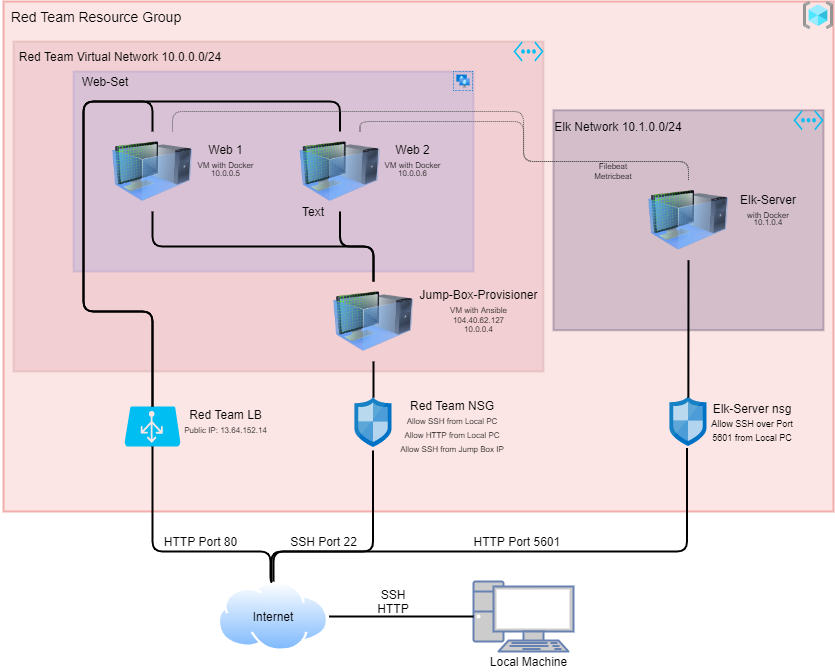 Red Team Resource Group
Red Team Virtual Network 10.0.0.0/24
Web-Set
Web 1
VM with Docker
10.0.0.5
Web 2
VM with Docker
10.0.0.6
Text
Elk Network 10.1.0.0/24
Filebeat
Metricbeat
Elk-Server
with Docker
10.1.0.4
Jump-Box-Provisioner
VM with Ansible
104.40.62.127
10.0.0.4
Red Team LB
Public IP: 13.64.152.14
Red Team NSG
Allow SSH from Local PC
Allow HTTP from Local PC
Allow SSH from Jump Box IP
Elk-Server nsg
Allow SSH over Port
5601 from Local PC
HTTP Port 80
SSH Port 22
HTTP Port 5601
Internet
SSH
HTTP
Local Machine